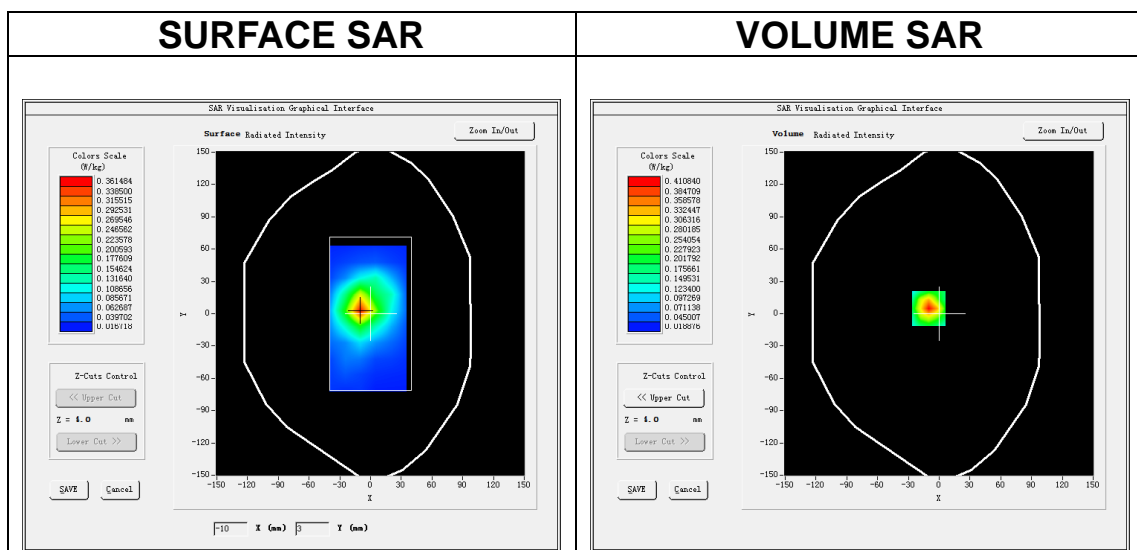 SURFACE SAR
VOLUME SAR
SAR Visualisation Graphical Interface
Surface Radiated Intensity
Zoom In/Out
Colors Scale
(W/kg)
0.361484
0.338500
0.315515
0.292531
0.269546
0.246562
0.223578
0.200593
0.177609
0.154624
0.131640
0.108656
0.085671
0.062687
0.039702
0.016718
Z-Cuts Control
<< Upper Cut
Z = 4.0 mm
Lower Cut >>
SAVE Cancel
150
120
90
60
30
0
-30
-60
-90
-120
-150
Y
-150 -120 -90 -60 -30 0 30 60 90 120 150
X
-10 X (mm) 3 Y (mm)
SAR Visualisation Graphical Interface
Volume Radiated Intensity
Zoom In/Out
Colors Scale
(W/kg)
0.410840
0.384709
0.358578
0.332447
0.306316
0.280185
0.254054
0.227923
0.201792
0.175661
0.149531
0.123400
0.097269
0.071138
0.045007
0.018876
Z-Cuts Control
<< Upper Cut
Z = 4.0 mm
Lower Cut >>
SAVE Cancel
150
120
90
60
30
0
-30
-60
-90
-120
-150
Y
-150 -120 -90 -60 -30 0 30 60 90 120 150
X